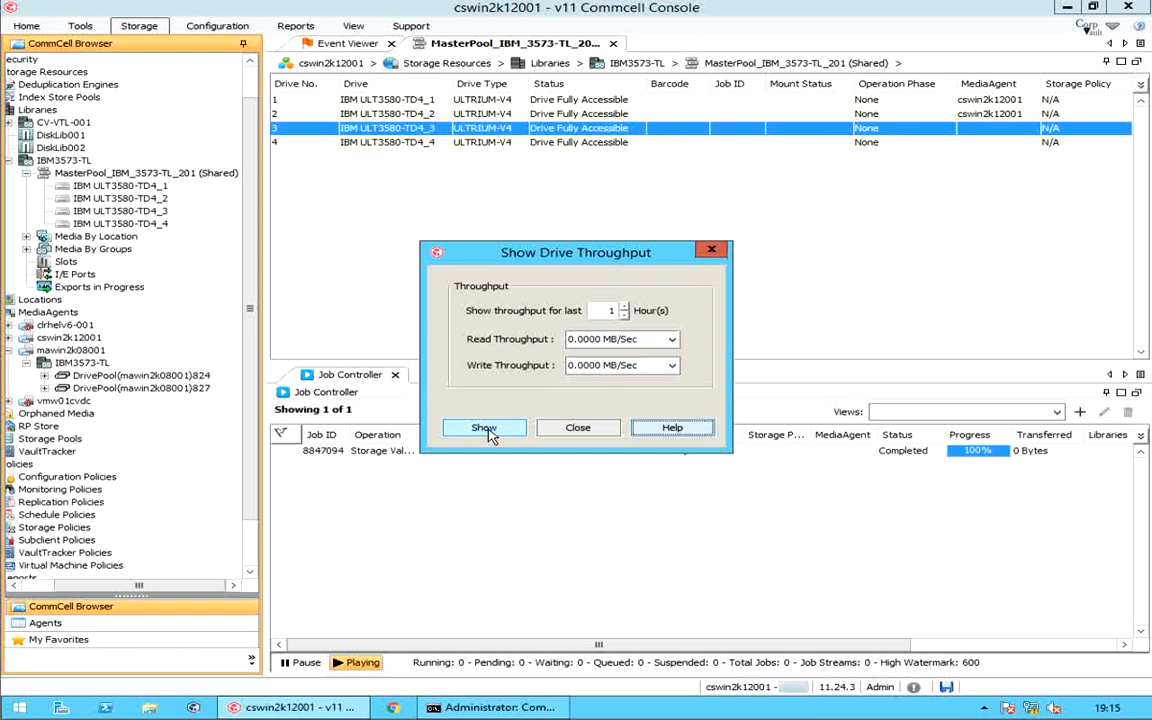 cswin2k12001 - v11 Commcell Console
Home Tools Storage Configuration Reports View Support
CommCell Browser
ecurity
torage Resources
Deduplication Engines
Index Store Pools
Libraries
CV-VTL-001
DiskLib001
DiskLib002
IBM3573-TL
MasterPool_IBM_3573-TL_201 (Shared)
IBM ULT3580-TD4_1
IBM ULT3580-TD4_2
IBM ULT3580-TD4_3
IBM ULT3580-TD4_4
Media By Location
Media By Groups
Slots
I/E Ports
Exports in Progress
Locations
MediaAgents
clrhelv6-001
cswin2k12001
mawin2k08001
IBM3573-TL
DrivePool(mawin2k08001)824
DrivePool(mawin2k08001)827
vmw01cvdc
Orphaned Media
RP Store
Storage Pools
VaultTracker
olicies
Configuration Policies
Monitoring Policies
Replication Policies
Schedule Policies
Storage Policies
Subclient Policies
VaultTracker Policies
Virtual Machine Policies
eports
CommCell Browser
Agents
My Favorites
Event Viewer MasterPool_IBM_3573-TL_20...
cswin2k12001 > Storage Resources > Libraries > IBM3573-TL > MasterPool_IBM_3573-TL_201 (Shared) >
Drive No. Drive Drive Type Status Barcode Job ID Mount Status Operation Phase MediaAgent Storage Policy
1 IBM ULT3580-TD4_1 ULTRIUM-V4 Drive Fully Accessible None cswin2k12001 N/A
2 IBM ULT3580-TD4_2 ULTRIUM-V4 Drive Fully Accessible None cswin2k12001 N/A
3 IBM ULT3580-TD4_3 ULTRIUM-V4 Drive Fully Accessible None N/A
4 IBM ULT3580-TD4_4 ULTRIUM-V4 Drive Fully Accessible None N/A
Show Drive Throughput
Throughput
Show throughput for last 1 Hour(s)
Read Throughput : 0.0000 MB/Sec
Write Throughput : 0.0000 MB/Sec
Show Close Help
Job Controller
Job Controller
Showing 1 of 1 Views:
Job ID Operation Storage P... MediaAgent Status Progress Transferred Libraries
8847094 Storage Val... Completed 100% 0 Bytes
Pause Playing Running: 0 - Pending: 0 - Waiting: 0 - Queued: 0 - Suspended: 0 - Total Jobs: 0 - Job Streams: 0 - High Watermark: 600
cswin2k12001 - 11.24.3 Admin
cswin2k12001 - v11 ... Administrator: Com... 19:15